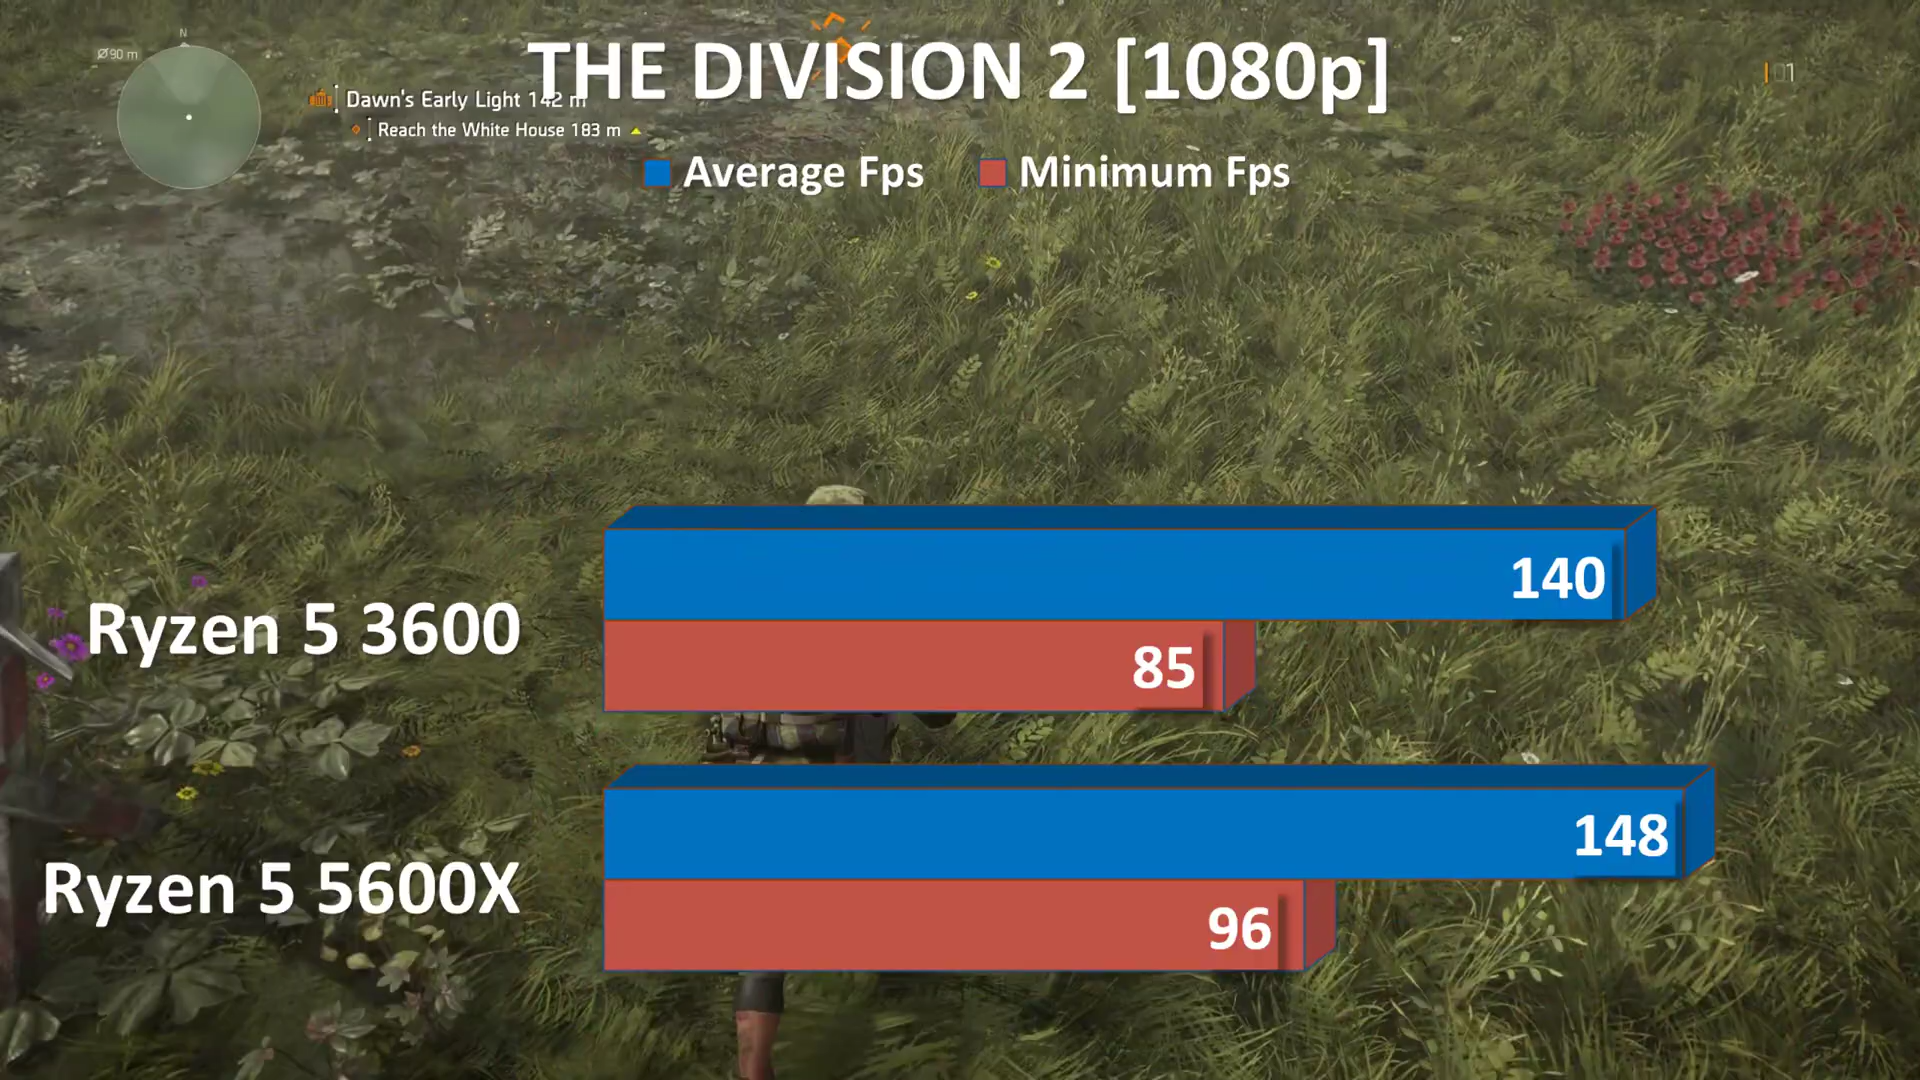 N
Ø90 m
THE DIVISION 2 [1080p]
Dawn's Early Light 142 m
Reach the White House 183 m
Average Fps
Minimum Fps
140
Ryzen 5 3600
85
148
Ryzen 5 5600X
96